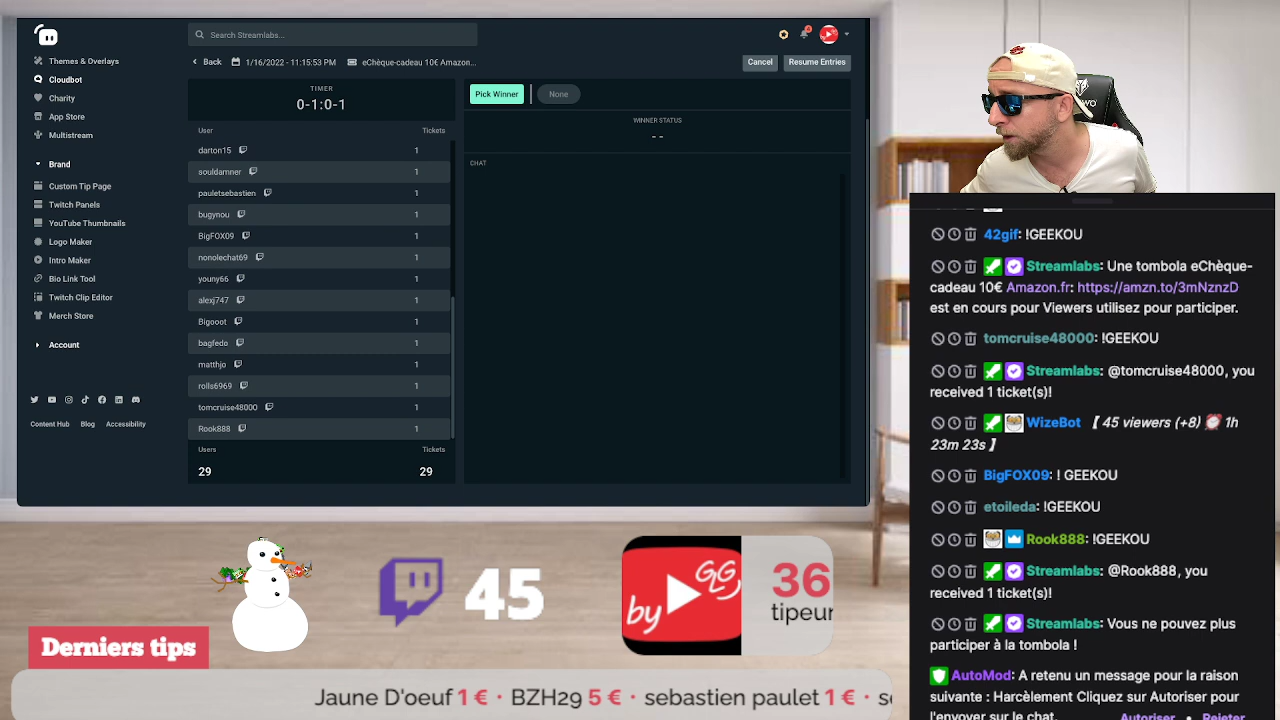 Search Streamlabs...
Themes & Overlays
Cloudbot
Charity
App Store
Multistream
Brand
Custom Tip Page
Twitch Panels
YouTube Thumbnails
Logo Maker
Intro Maker
Bio Link Tool
Twitch Clip Editor
Merch Store
Account
Content Hub Blog Accessibility
Back 1/16/2022 - 11:15:33 PM eChèque-cadeau 10€ Amazon...
Cancel Resume Entries
TIMER
0-1:0-1
User Tickets
darton15 1
souldamner 1
pauletsebastien 1
bugynou 1
BigFOX09 1
nonolechat69 1
youny66 1
alexj747 1
Bigooot 1
bagfedo 1
matthjo 1
rolls6969 1
tomcruise48000 1
Rook888 1
Users Tickets
29 29
Pick Winner None
WINNER STATUS
--
CHAT
42gif: !GEEKOU
Streamlabs: Une tombola eChèque-
cadeau 10€ Amazon.fr: https://amzn.to/3mNznzD
est en cours pour Viewers utilisez pour participer.
tomcruise48000: !GEEKOU
Streamlabs: @tomcruise48000, you
received 1 ticket(s)!
WizeBot 【 45 viewers (+8) ⏰ 1h
23m 23s 】
BigFOX09: ! GEEKOU
etoileda: !GEEKOU
Rook888: !GEEKOU
Streamlabs: @Rook888, you
received 1 ticket(s)!
Streamlabs: Vous ne pouvez plus
participer à la tombola !
AutoMod: A retenu un message pour la raison
suivante : Harcèlement Cliquez sur Autoriser pour
l'envoyer sur le chat. Autoriser • Rejeter
45
by GLG
36
tipeur
Derniers tips
Jaune D'oeuf 1 € · BZH29 5 € · sebastien paulet 1 € ·